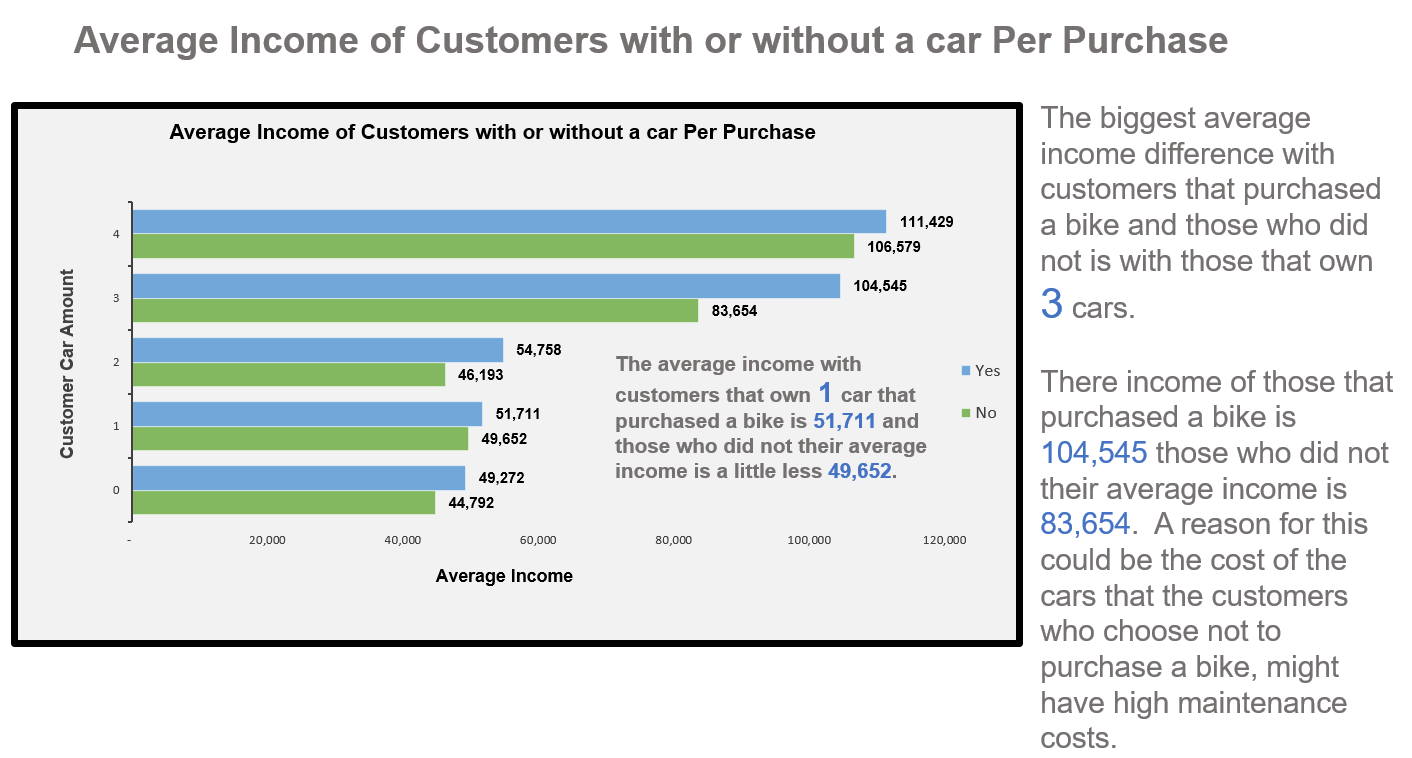 Average Income of Customers with or without a car Per Purchase
Average Income of Customers with or without a car Per Purchase
Customer Car Amount
4
111,429
106,579
3
104,545
83,654
2
54,758
46,193
1
51,711
49,652
0
49,272
44,792
The average income with
customers that own 1 car that
purchased a bike is 51,711 and
those who did not their average
income is a little less 49,652.
Yes
No
- 20,000 40,000 60,000 80,000 100,000 120,000
Average Income
The biggest average
income difference with
customers that purchased
a bike and those who did
not is with those that own
3 cars.
There income of those that
purchased a bike is
104,545 those who did not
their average income is
83,654. A reason for this
could be the cost of the
cars that the customers
who choose not to
purchase a bike, might
have high maintenance
costs.